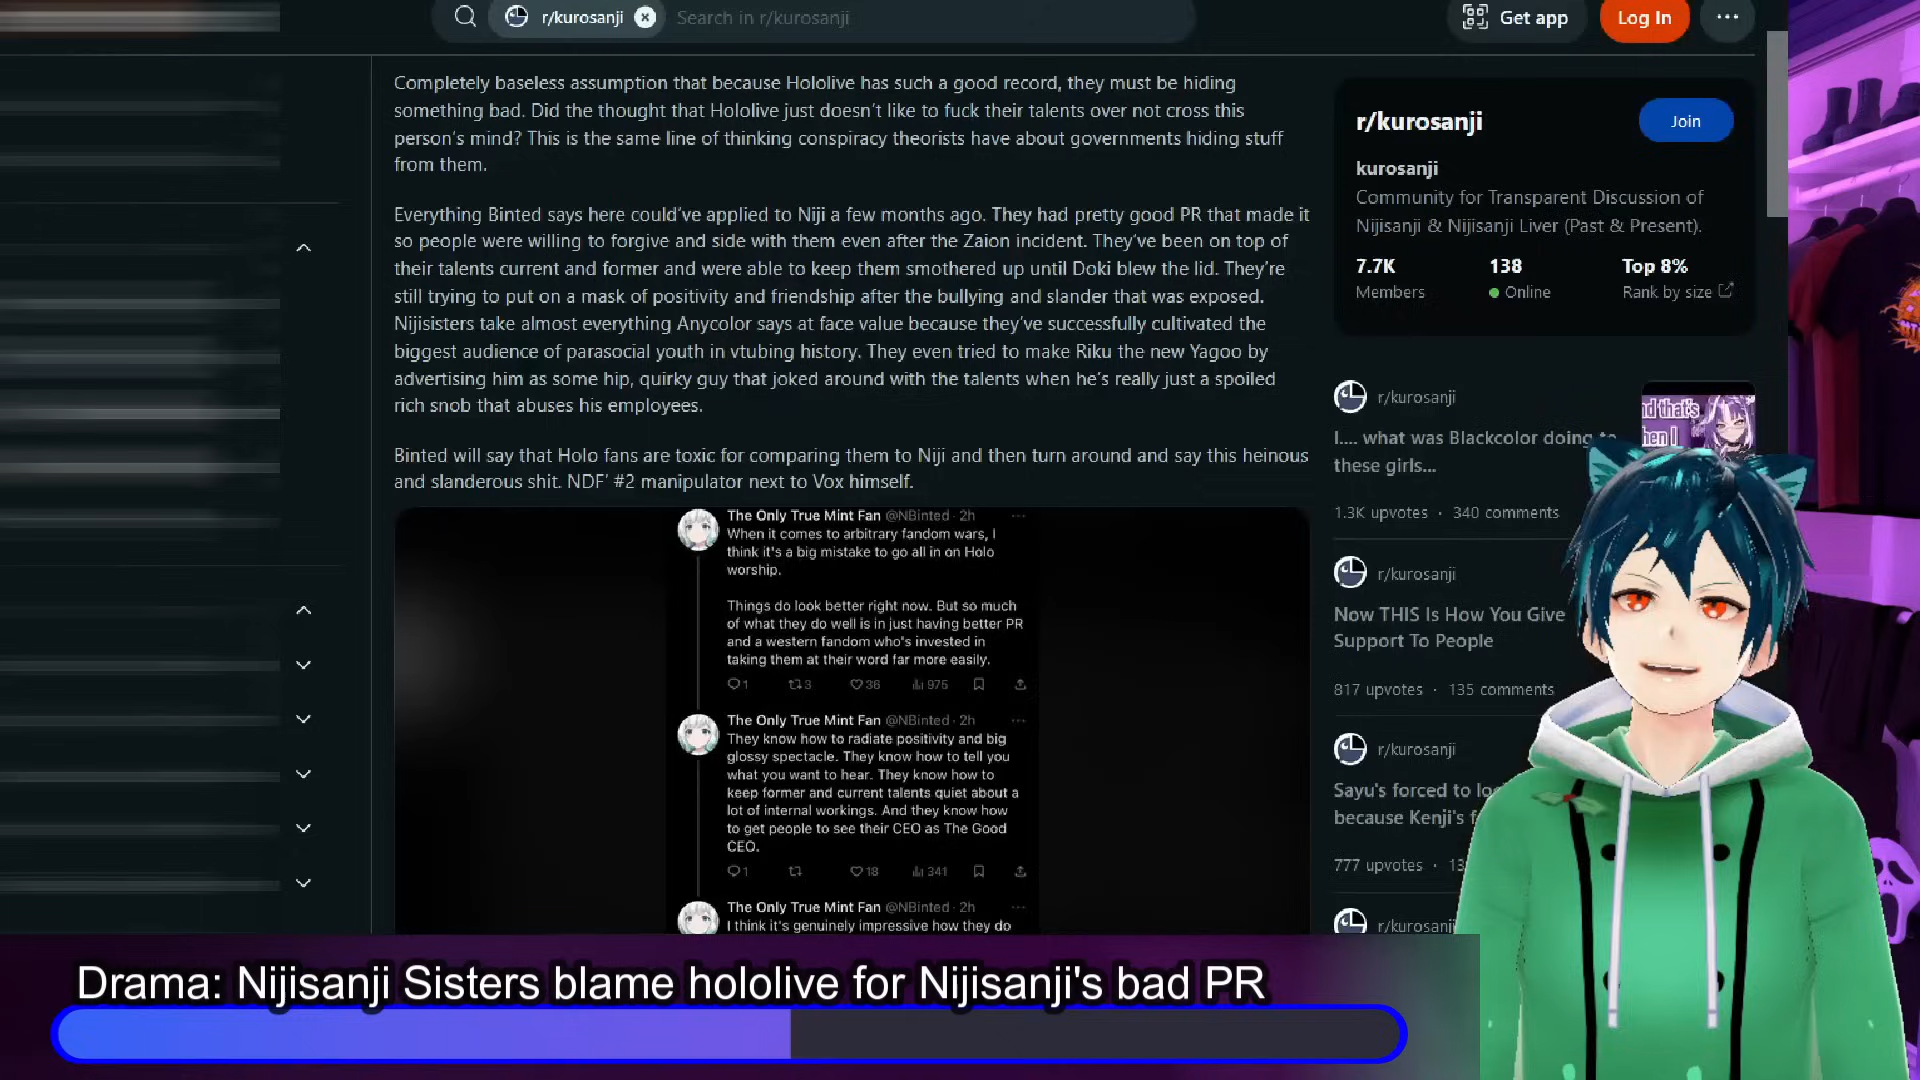 r/kurosanji
Search in r/kurosanji
Get app
Log In
Completely baseless assumption that because Hololive has such a good record, they must be hiding
something bad. Did the thought that Hololive just doesn't like to fuck their talents over not cross this
person's mind? This is the same line of thinking conspiracy theorists have about governments hiding stuff
from them.
Everything Binted says here could've applied to Niji a few months ago. They had pretty good PR that made it
so people were willing to forgive and side with them even after the Zaion incident. They've been on top of
their talents current and former and were able to keep them smothered up until Doki blew the lid. They're
still trying to put on a mask of positivity and friendship after the bullying and slander that was exposed.
Nijisisters take almost everything Anycolor says at face value because they've successfully cultivated the
biggest audience of parasocial youth in vtubing history. They even tried to make Riku the new Yagoo by
advertising him as some hip, quirky guy that joked around with the talents when he's really just a spoiled
rich snob that abuses his employees.
Binted will say that Holo fans are toxic for comparing them to Niji and then turn around and say this heinous
and slanderous shit. NDF' #2 manipulator next to Vox himself.
The Only True Mint Fan @NBinted · 2h
When it comes to arbitrary fandom wars, I
think it's a big mistake to go all in on Holo
worship.
Things do look better right now. But so much
of what they do well is in just having better PR
and a western fandom who's invested in
taking them at their word far more easily.
1 3 36 975
The Only True Mint Fan @NBinted · 2h
They know how to radiate positivity and big
glossy spectacle. They know how to tell you
what you want to hear. They know how to
keep former and current talents quiet about a
lot of internal workings. And they know how
to get people to see their CEO as The Good
CEO.
1 18 341
The Only True Mint Fan @NBinted · 2h
I think it's genuinely impressive how they do
r/kurosanji
Join
kurosanji
Community for Transparent Discussion of
Nijisanji & Nijisanji Liver (Past & Present).
7.7K 138 Top 8%
Members Online Rank by size
r/kurosanji
I.... what was Blackcolor doing to
these girls...
1.3K upvotes · 340 comments
r/kurosanji
Now THIS Is How You Give
Support To People
817 upvotes · 135 comments
r/kurosanji
Sayu's forced to
because Kenji's
777 upvotes ·
r/kurosanji
Drama: Nijisanji Sisters blame hololive for Nijisanji's bad PR